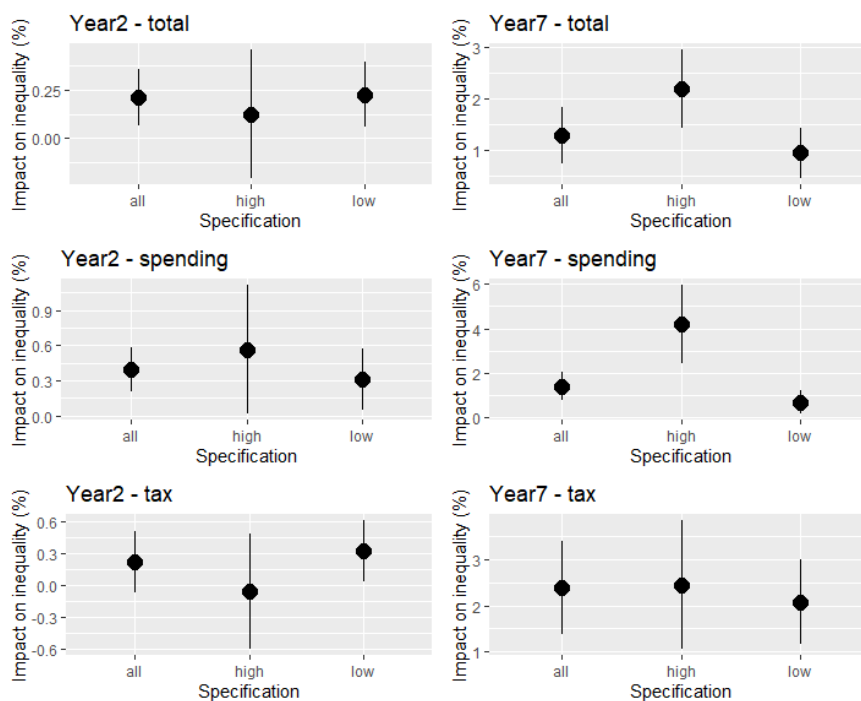 Year2 - total
Impact on inequality (%)
0.25
0.00
all high low
Specification
Year7 - total
Impact on inequality (%)
3
2
1
all high low
Specification
Year2 - spending
Impact on inequality (%)
0.9
0.6
0.3
0.0
all high low
Specification
Year7 - spending
Impact on inequality (%)
6
4
2
0
all high low
Specification
Year2 - tax
Impact on inequality (%)
0.6
0.3
0.0
-0.3
-0.6
all high low
Specification
Year7 - tax
Impact on inequality (%)
3
2
1
all high low
Specification